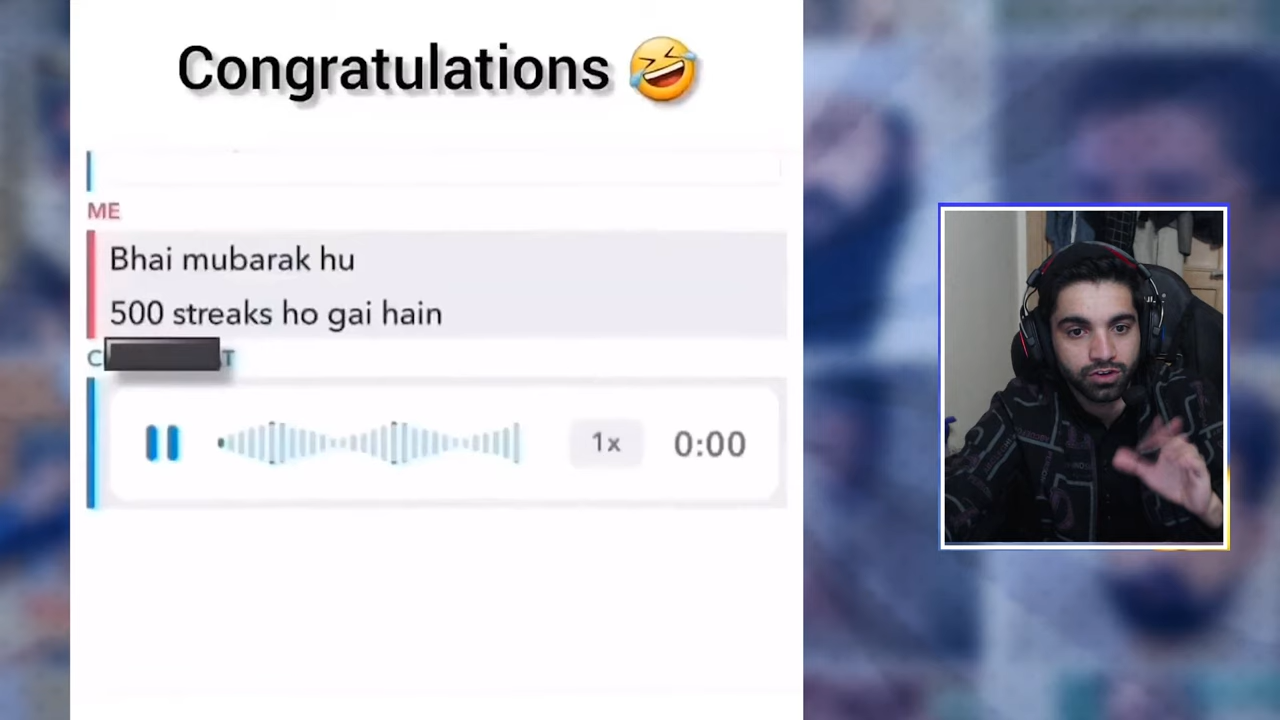 Congratulations 🤣
ME
Bhai mubarak hu
500 streaks ho gai hain
C T
1x 0:00